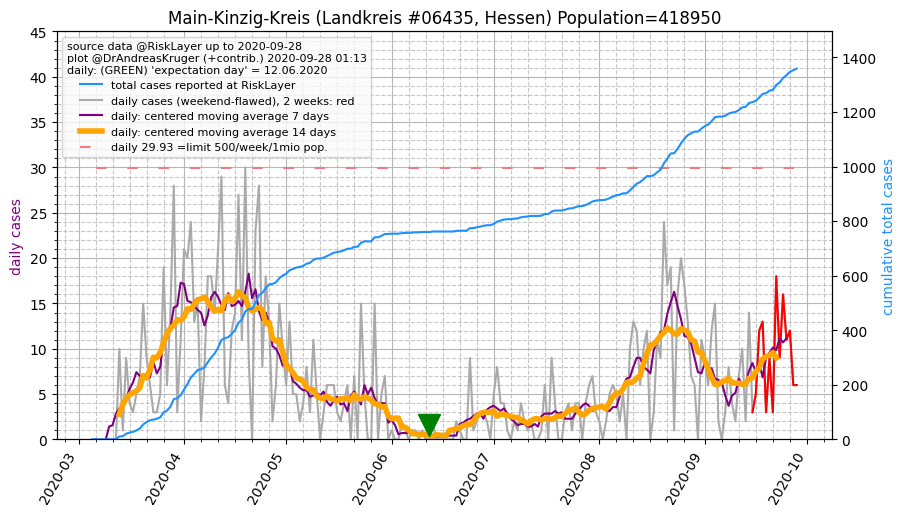 Main-Kinzig-Kreis (Landkreis #06435, Hessen) Population=418950
source data @RiskLayer up to 2020-09-28
plot @DrAndreasKruger (+contrib.) 2020-09-28 01:13
daily: (GREEN) 'expectation day' = 12.06.2020
total cases reported at RiskLayer
daily cases (weekend-flawed), 2 weeks: red
daily: centered moving average 7 days
daily: centered moving average 14 days
daily 29.93 =limit 500/week/1mio pop.
daily cases
45
40
35
30
25
20
15
10
5
0
1400
1200
1000
800
600
400
200
0
cumulative total cases
2020-03
2020-04
2020-05
2020-06
2020-07
2020-08
2020-09
2020-10